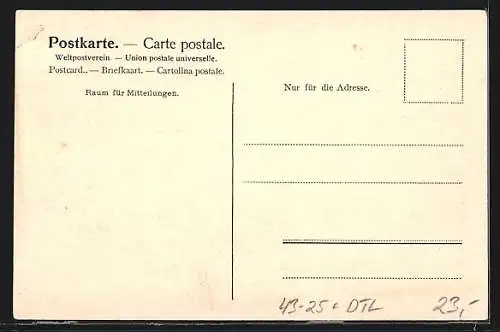 Postkarte. — Carte postale.
Weltpostverein. — Union postale universelle.
Postcard.. — Briefkaart. — Cartolina postale.
Raum für Mitteilungen.
Nur für die Adresse.
43-25 DTL 23,-